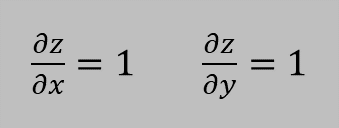 ∂z/∂x = 1    ∂z/∂y = 1